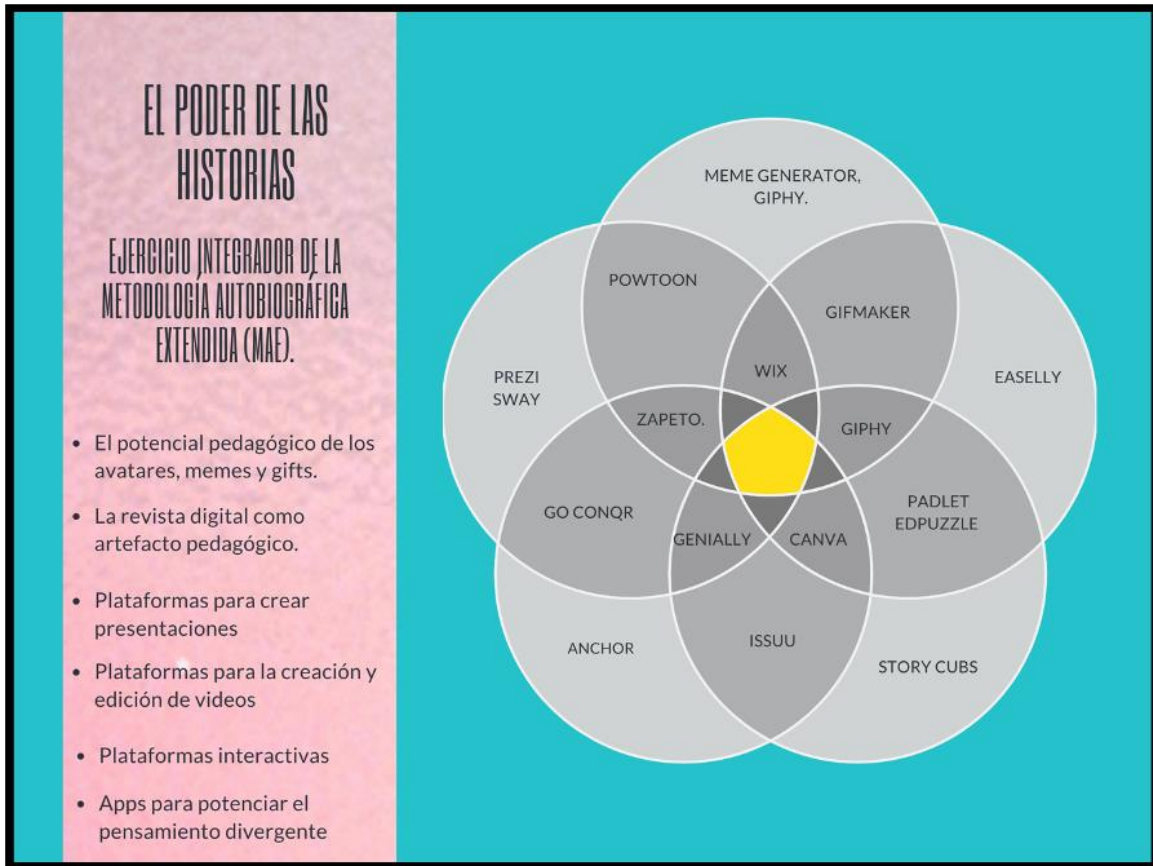 EL PODER DE LAS
HISTORIAS
EJERCICIO INTEGRADOR DE LA
METODOLOGÍA AUTOBIOGRÁFICA
EXTENDIDA (MAE).
• El potencial pedagógico de los
avatares, memes y gifts.
• La revista digital como
artefacto pedagógico.
• Plataformas para crear
presentaciones
• Plataformas para la creación y
edición de videos
• Plataformas interactivas
• Apps para potenciar el
pensamiento divergente
MEME GENERATOR,
GIPHY.
POWTOON
GIFMAKER
PREZI
SWAY
WIX
EASELLY
ZAPETO.
GIPHY
GO CONQR
PADLET
EDPUZZLE
GENIALLY
CANVA
ANCHOR
ISSUU
STORY CUBS